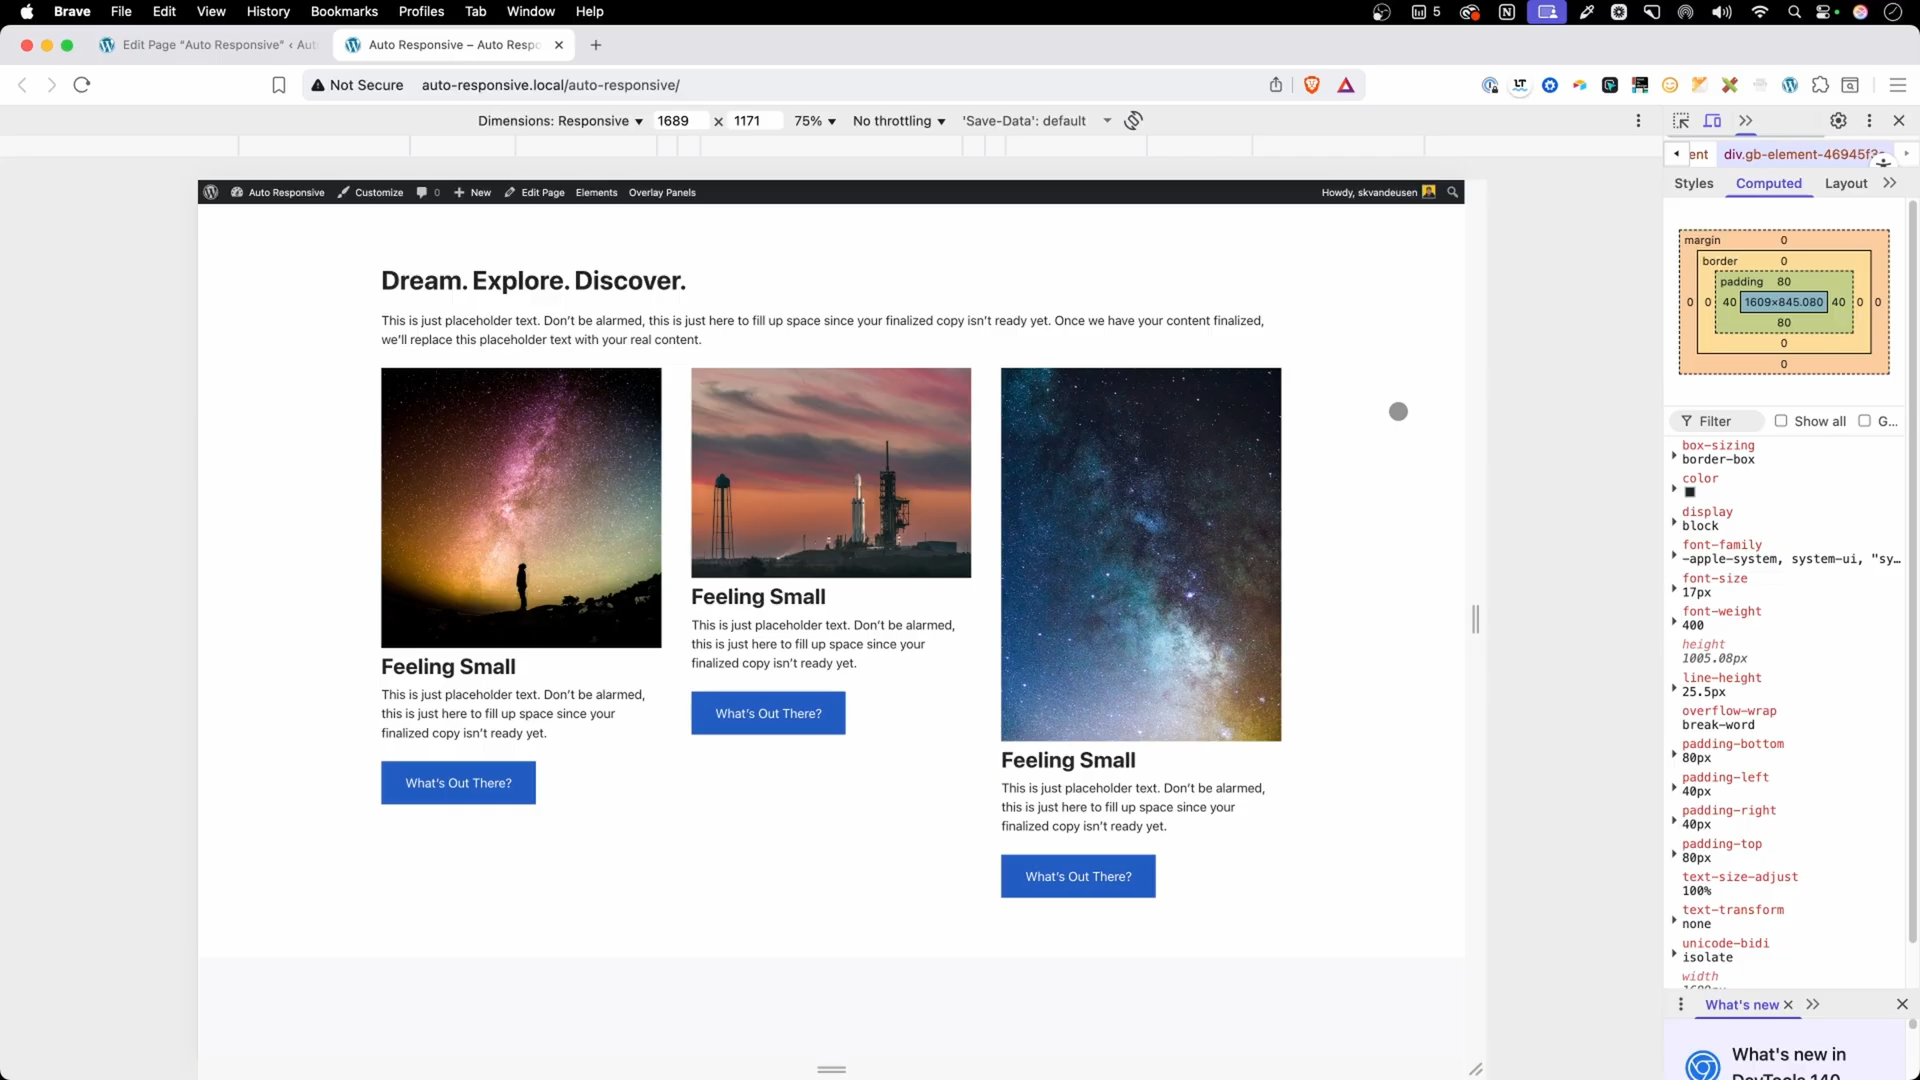 Brave File Edit View History Bookmarks Profiles Tab Window Help 5
Edit Page “Auto Responsive” ‹ Aut
Auto Responsive – Auto Resp
Not Secure auto-responsive.local/auto-responsive/
Dimensions: Responsive 1689 x 1171 75% No throttling 'Save-Data': default
ent div.gb-element-46945f3
Styles Computed Layout
Auto Responsive Customize 0 New Edit Page Elements Overlay Panels Howdy, skvandeusen
Dream. Explore. Discover.
This is just placeholder text. Don’t be alarmed, this is just here to fill up space since your finalized copy isn’t ready yet. Once we have your content finalized,
we’ll replace this placeholder text with your real content.
Feeling Small
This is just placeholder text. Don’t be alarmed,
this is just here to fill up space since your
finalized copy isn’t ready yet.
What’s Out There?
Feeling Small
This is just placeholder text. Don’t be alarmed,
this is just here to fill up space since your
finalized copy isn’t ready yet.
What’s Out There?
Feeling Small
This is just placeholder text. Don’t be alarmed,
this is just here to fill up space since your
finalized copy isn’t ready yet.
What’s Out There?
margin 0
border 0
padding 80
0 0 40 1609×845.080 40 0 0
80
0
0
Filter Show all G...
box-sizing
border-box
color
display
block
font-family
-apple-system, system-ui, "sy…
font-size
17px
font-weight
400
height
1005.08px
line-height
25.5px
overflow-wrap
break-word
padding-bottom
80px
padding-left
40px
padding-right
40px
padding-top
80px
text-size-adjust
100%
text-transform
none
unicode-bidi
isolate
width
What's new
What's new in
DevTools 140